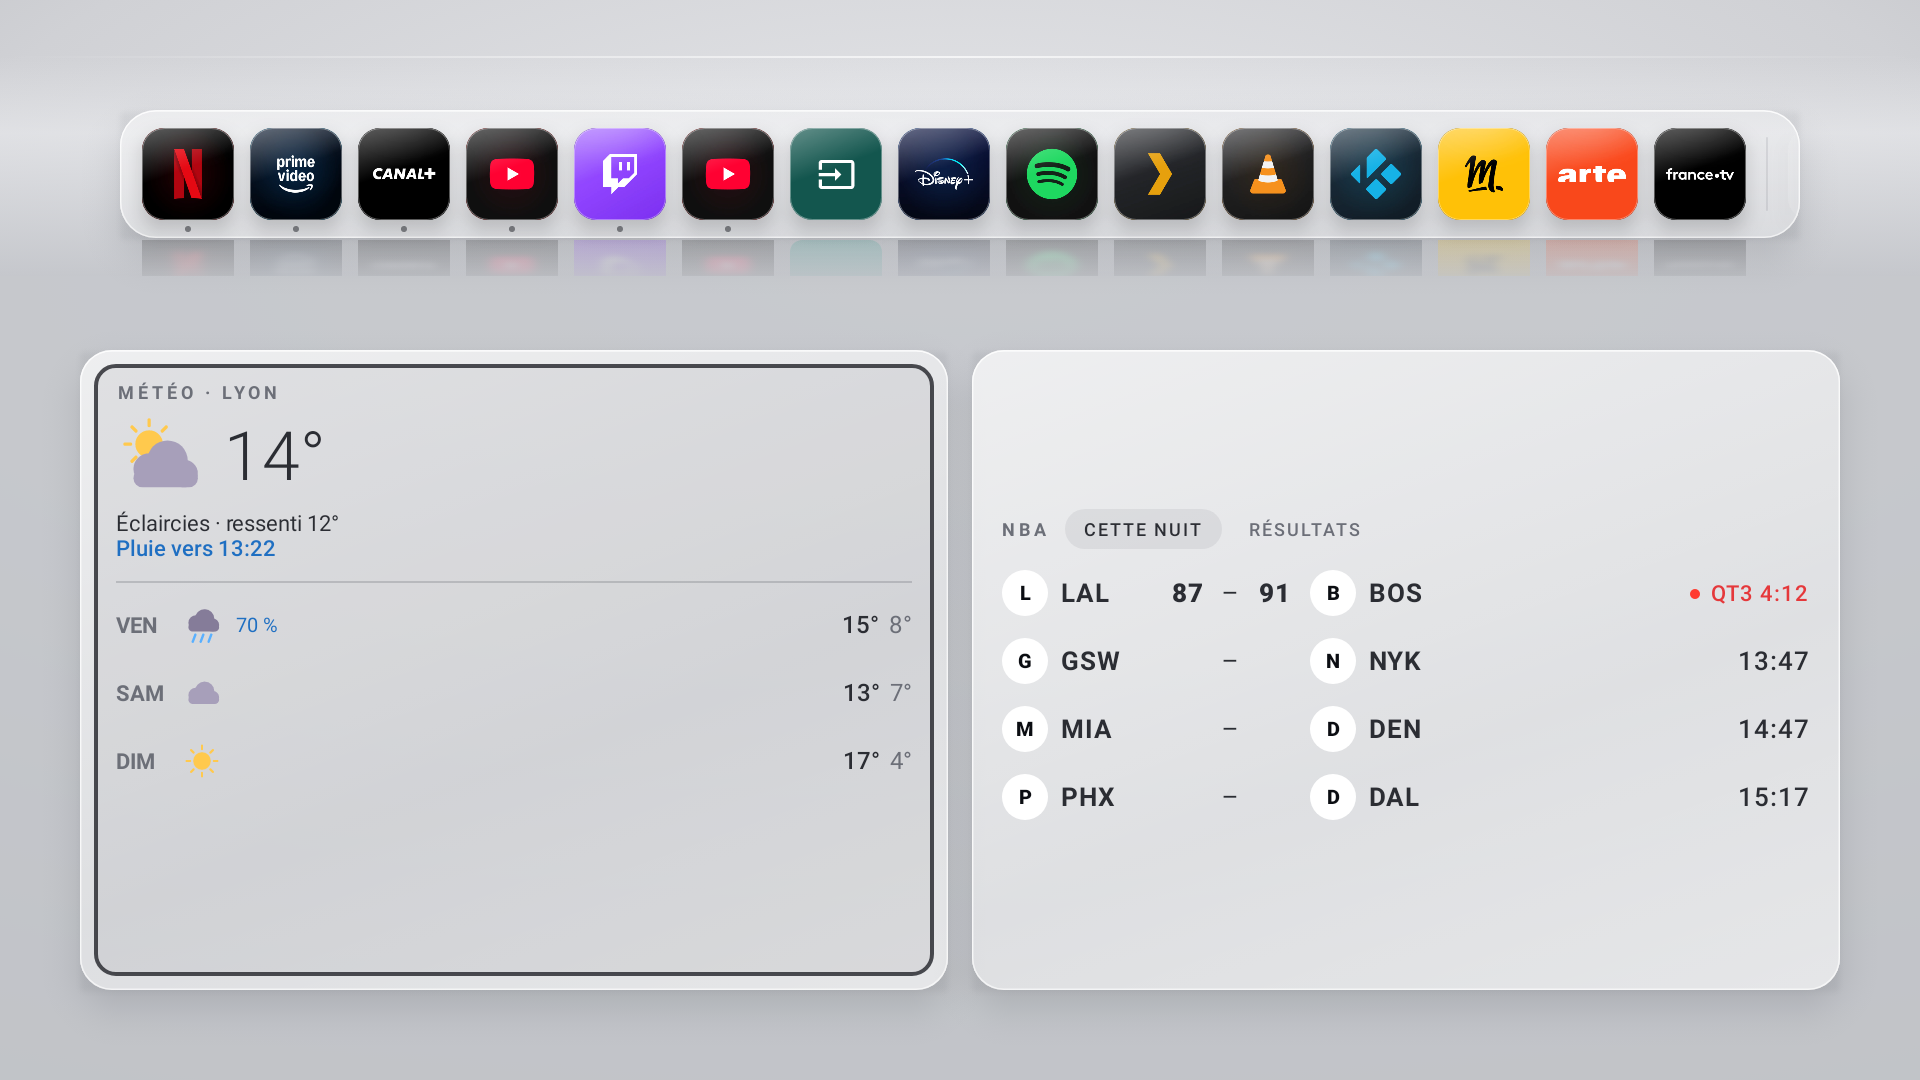 prime video
CANAL+
Disney+
m.
arte
france•tv
MÉTÉO · LYON
14°
Éclaircies · ressenti 12°
Pluie vers 13:22
VEN 70 % 15° 8°
SAM 13° 7°
DIM 17° 4°
NBA CETTE NUIT RÉSULTATS
L LAL 87 – 91 B BOS • QT3 4:12
G GSW – N NYK 13:47
M MIA – D DEN 14:47
P PHX – D DAL 15:17